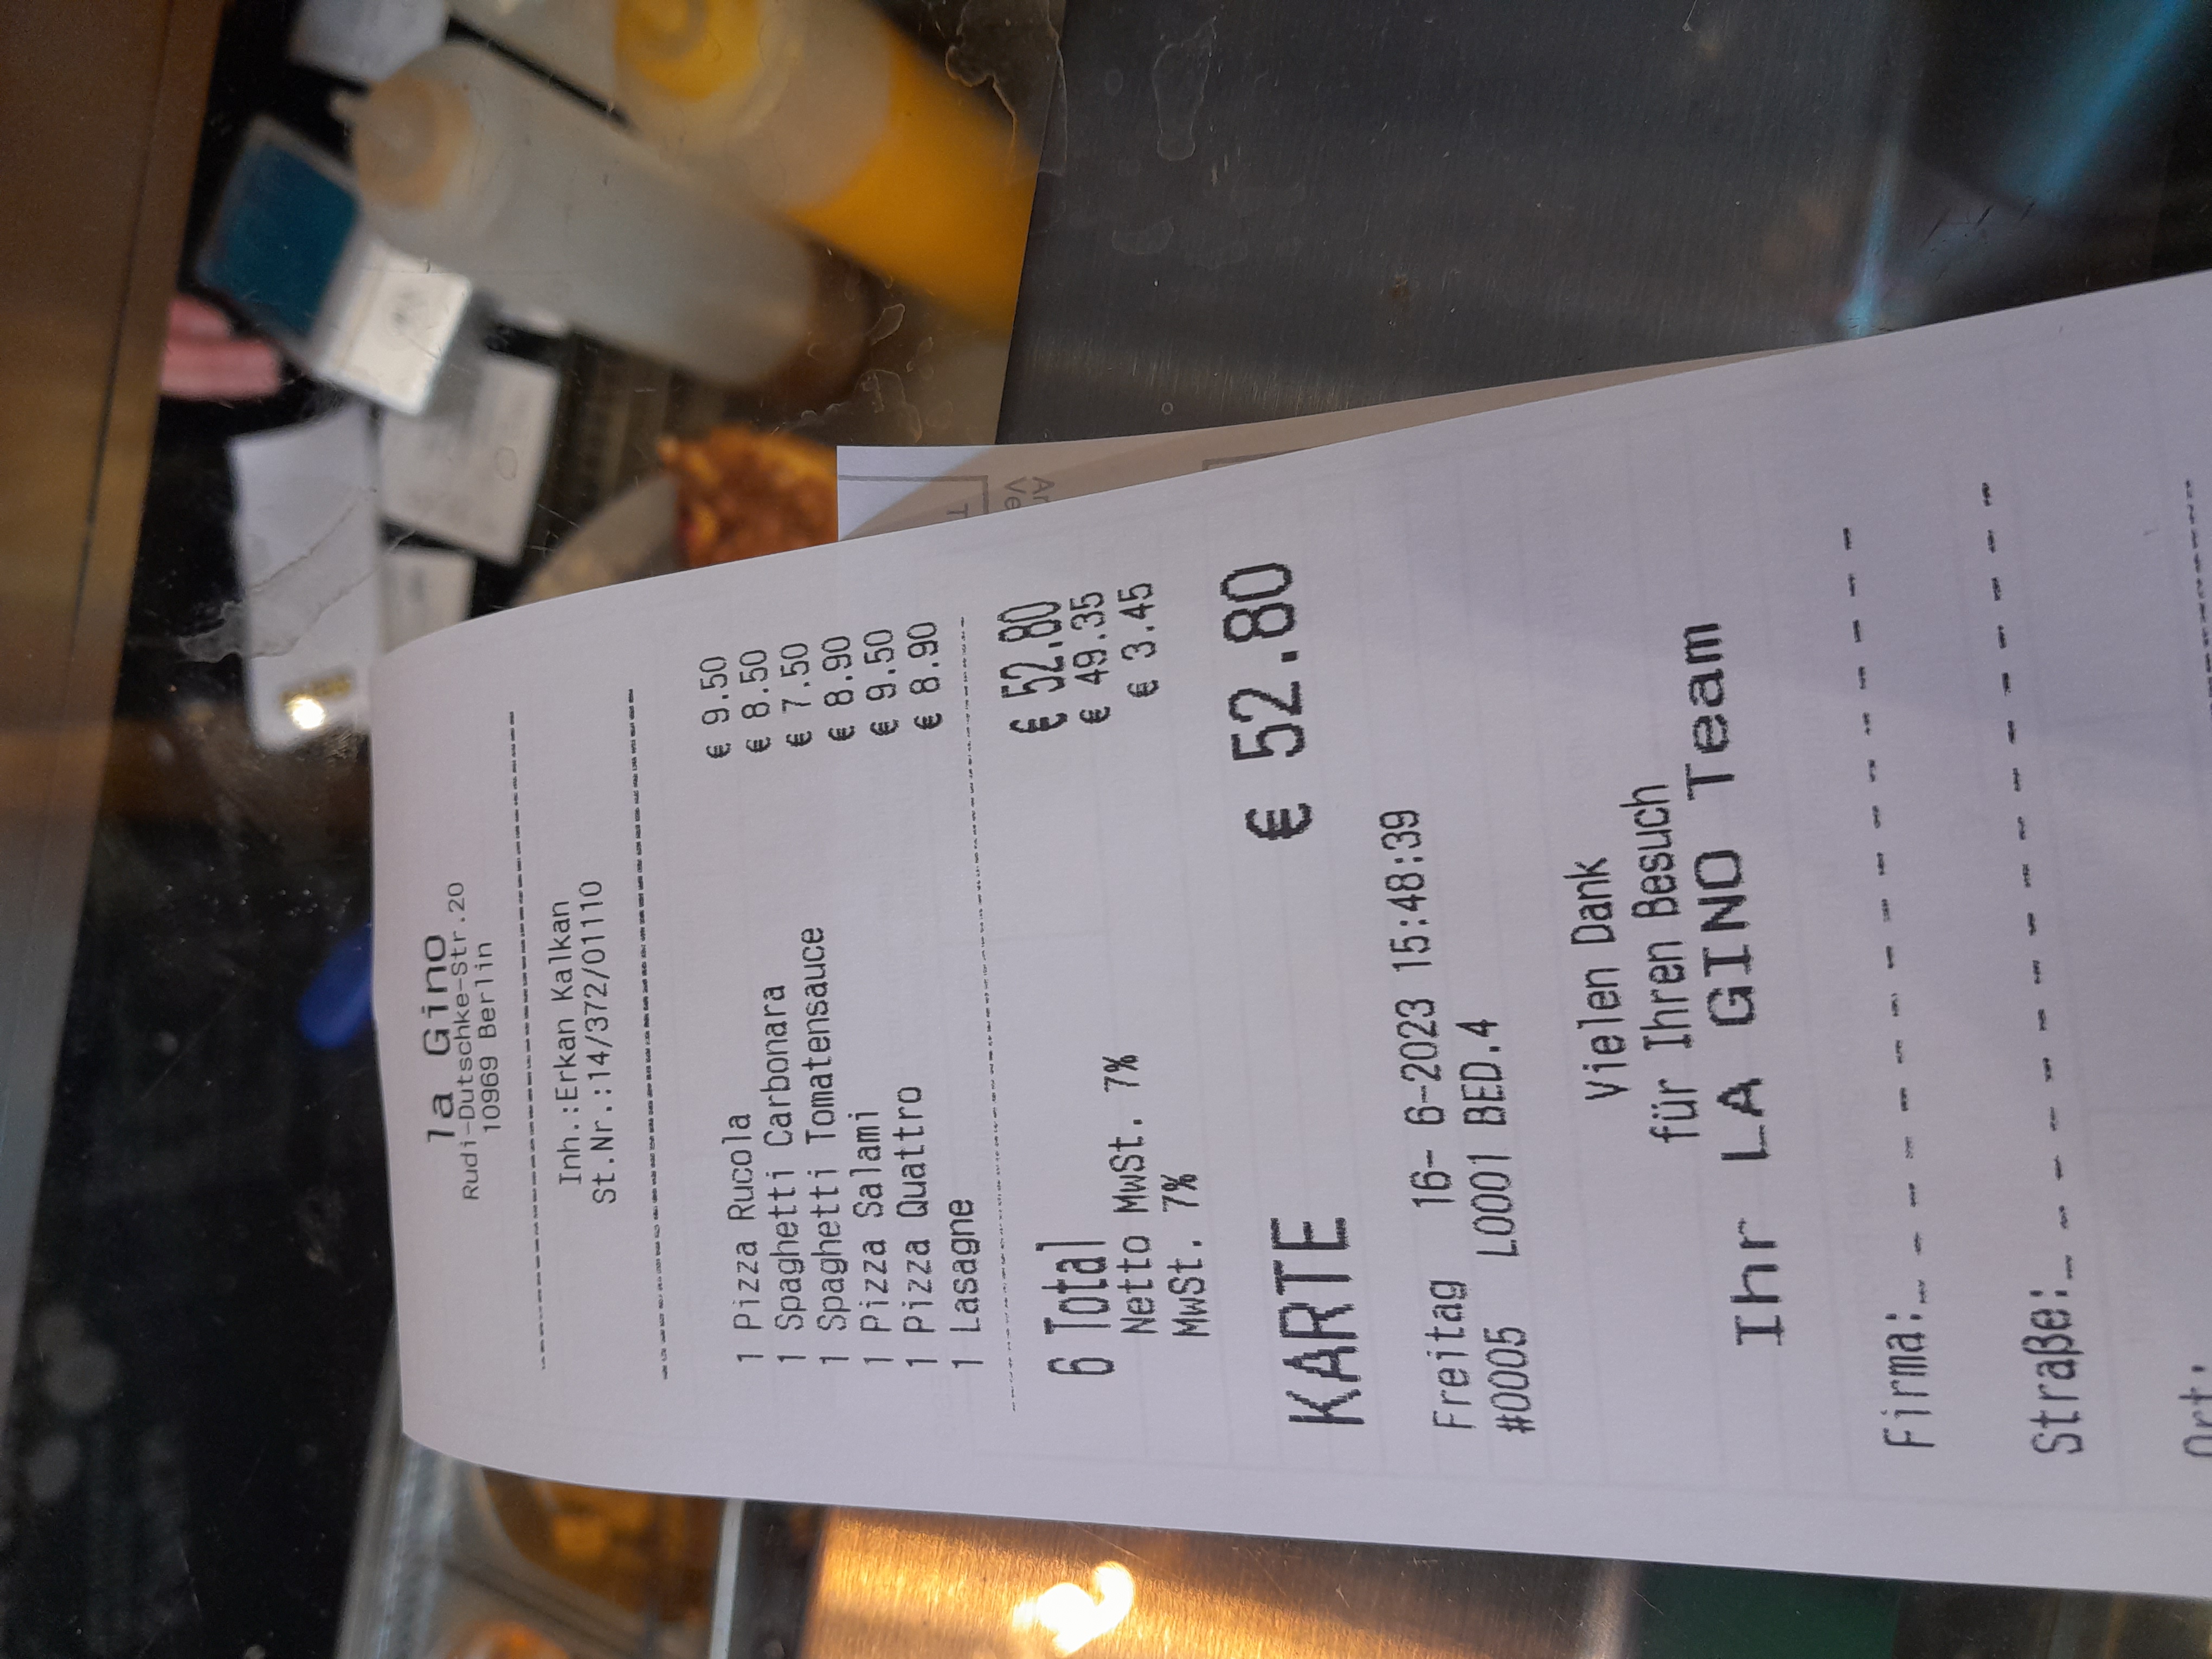 la Gino
Rudi-Dutschke-Str.20
10969 Berlin
Inh.:Erkan Kalkan
St.Nr.:14/372/01110
1 Pizza Rucola € 9.50
1 Spaghetti Carbonara € 8.50
1 Spaghetti Tomatensauce € 7.50
1 Pizza Salami € 8.90
1 Pizza Quattro € 9.50
1 Lasagne € 8.90
6 Total € 52.80
Netto MwSt. 7% € 49.35
MwSt. 7% € 3.45
KARTE € 52.80
Freitag 16- 6-2023 15:48:39
#0005 L0001 BED.4
Vielen Dank
für Ihren Besuch
Ihr LA GINO Team
Firma:
Straße:
Ort: